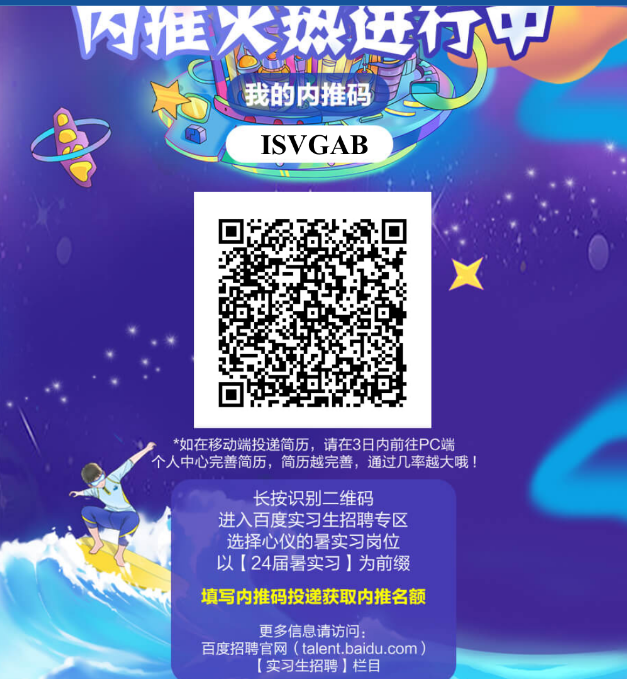 内推火热进行中
我的内推码
ISVGAB
*如在移动端投递简历，请在3日内前往PC端
个人中心完善简历，简历越完善，通过几率越大哦！
长按识别二维码
进入百度实习生招聘专区
选择心仪的暑实习岗位
以【24届暑实习】为前缀
填写内推码投递获取内推名额
更多信息请访问：
百度招聘官网（talent.baidu.com）
【实习生招聘】栏目